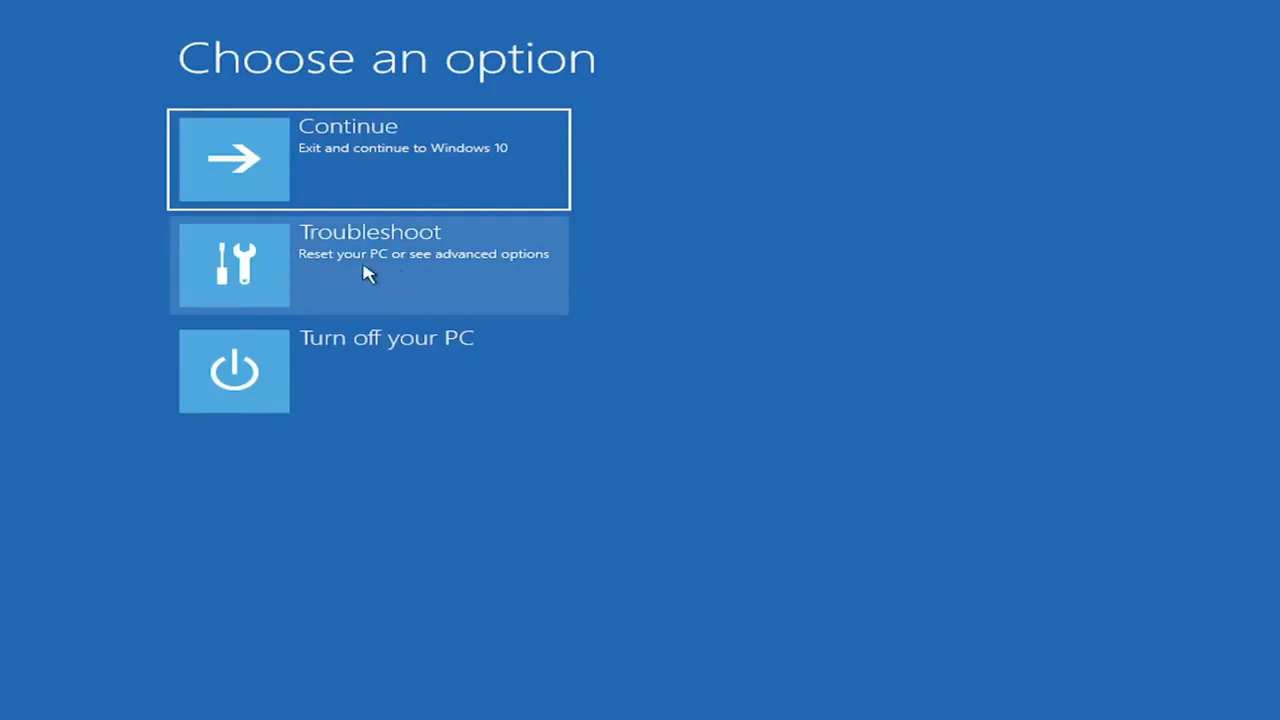 Choose an option
Continue
Exit and continue to Windows 10
Troubleshoot
Reset your PC or see advanced options
Turn off your PC